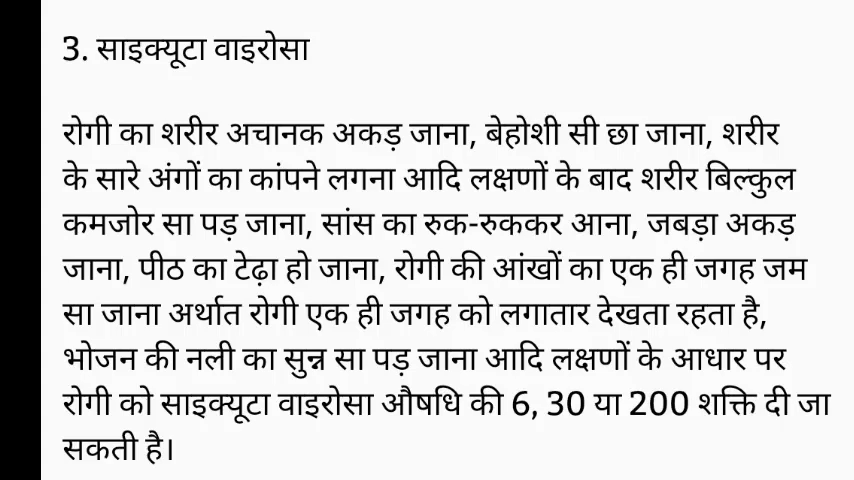 3. साइक्यूटा वाइरोसा
रोगी का शरीर अचानक अकड़ जाना, बेहोशी सी छा जाना, शरीर
के सारे अंगों का कांपने लगना आदि लक्षणों के बाद शरीर बिल्कुल
कमजोर सा पड़ जाना, सांस का रुक-रुककर आना, जबड़ा अकड़
जाना, पीठ का टेढ़ा हो जाना, रोगी की आंखों का एक ही जगह जम
सा जाना अर्थात रोगी एक ही जगह को लगातार देखता रहता है,
भोजन की नली का सुन्न सा पड़ जाना आदि लक्षणों के आधार पर
रोगी को साइक्यूटा वाइरोसा औषधि की 6, 30 या 200 शक्ति दी जा
सकती है।